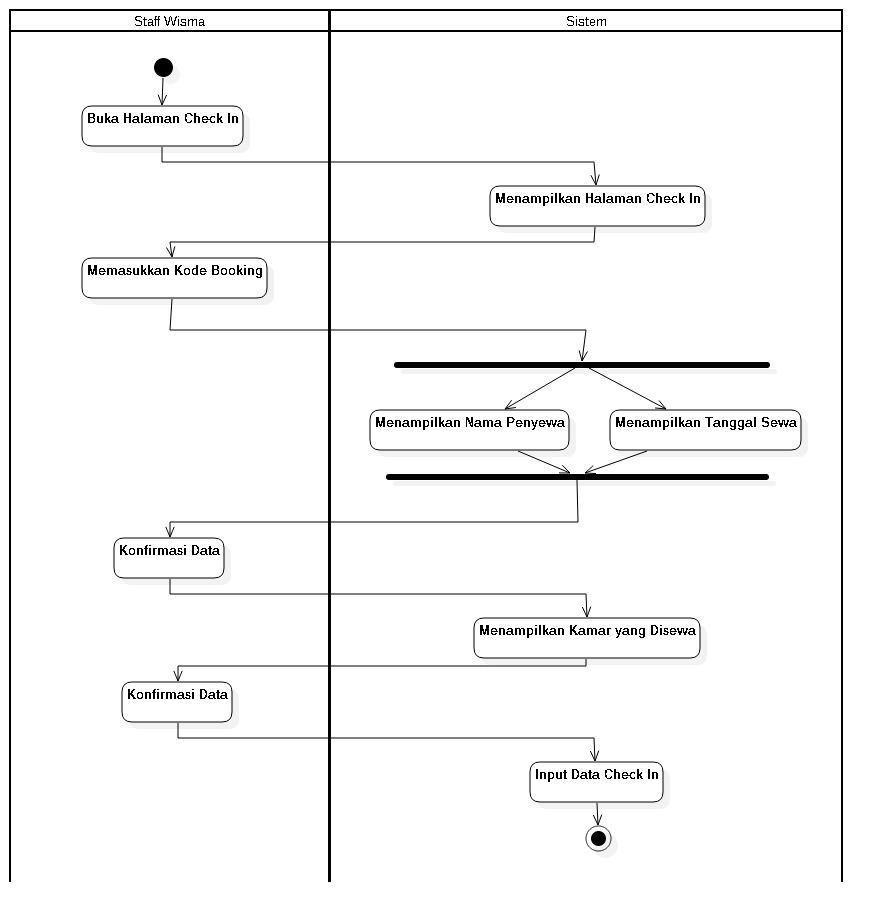 Staff Wisma
Sistem
Buka Halaman Check In
Menampilkan Halaman Check In
Memasukkan Kode Booking
Menampilkan Nama Penyewa
Menampilkan Tanggal Sewa
Konfirmasi Data
Menampilkan Kamar yang Disewa
Konfirmasi Data
Input Data Check In